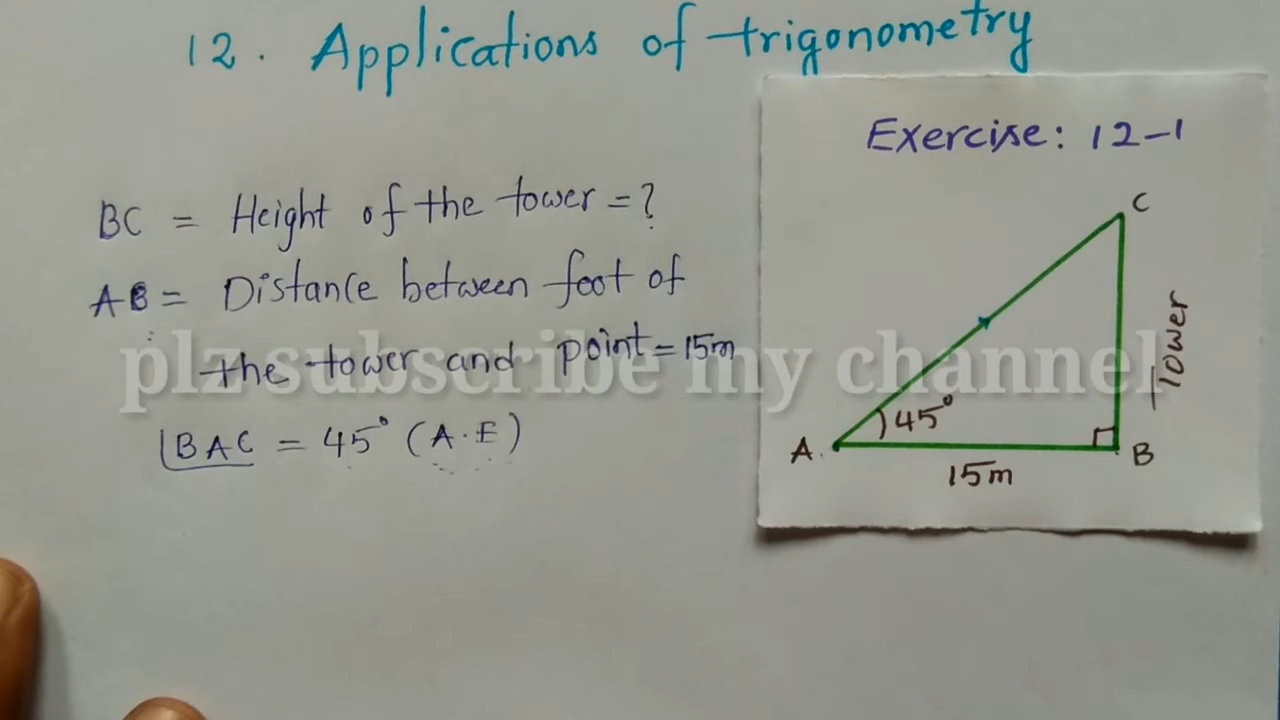 12. Applications of trigonometry
Exercise: 12-1
BC = Height of the tower = ?
AB = Distance between foot of
the tower and point = 15m
∠BAC = 45° (A.E)
C
Tower
45°
A.
B
15m
plz subscribe my channel